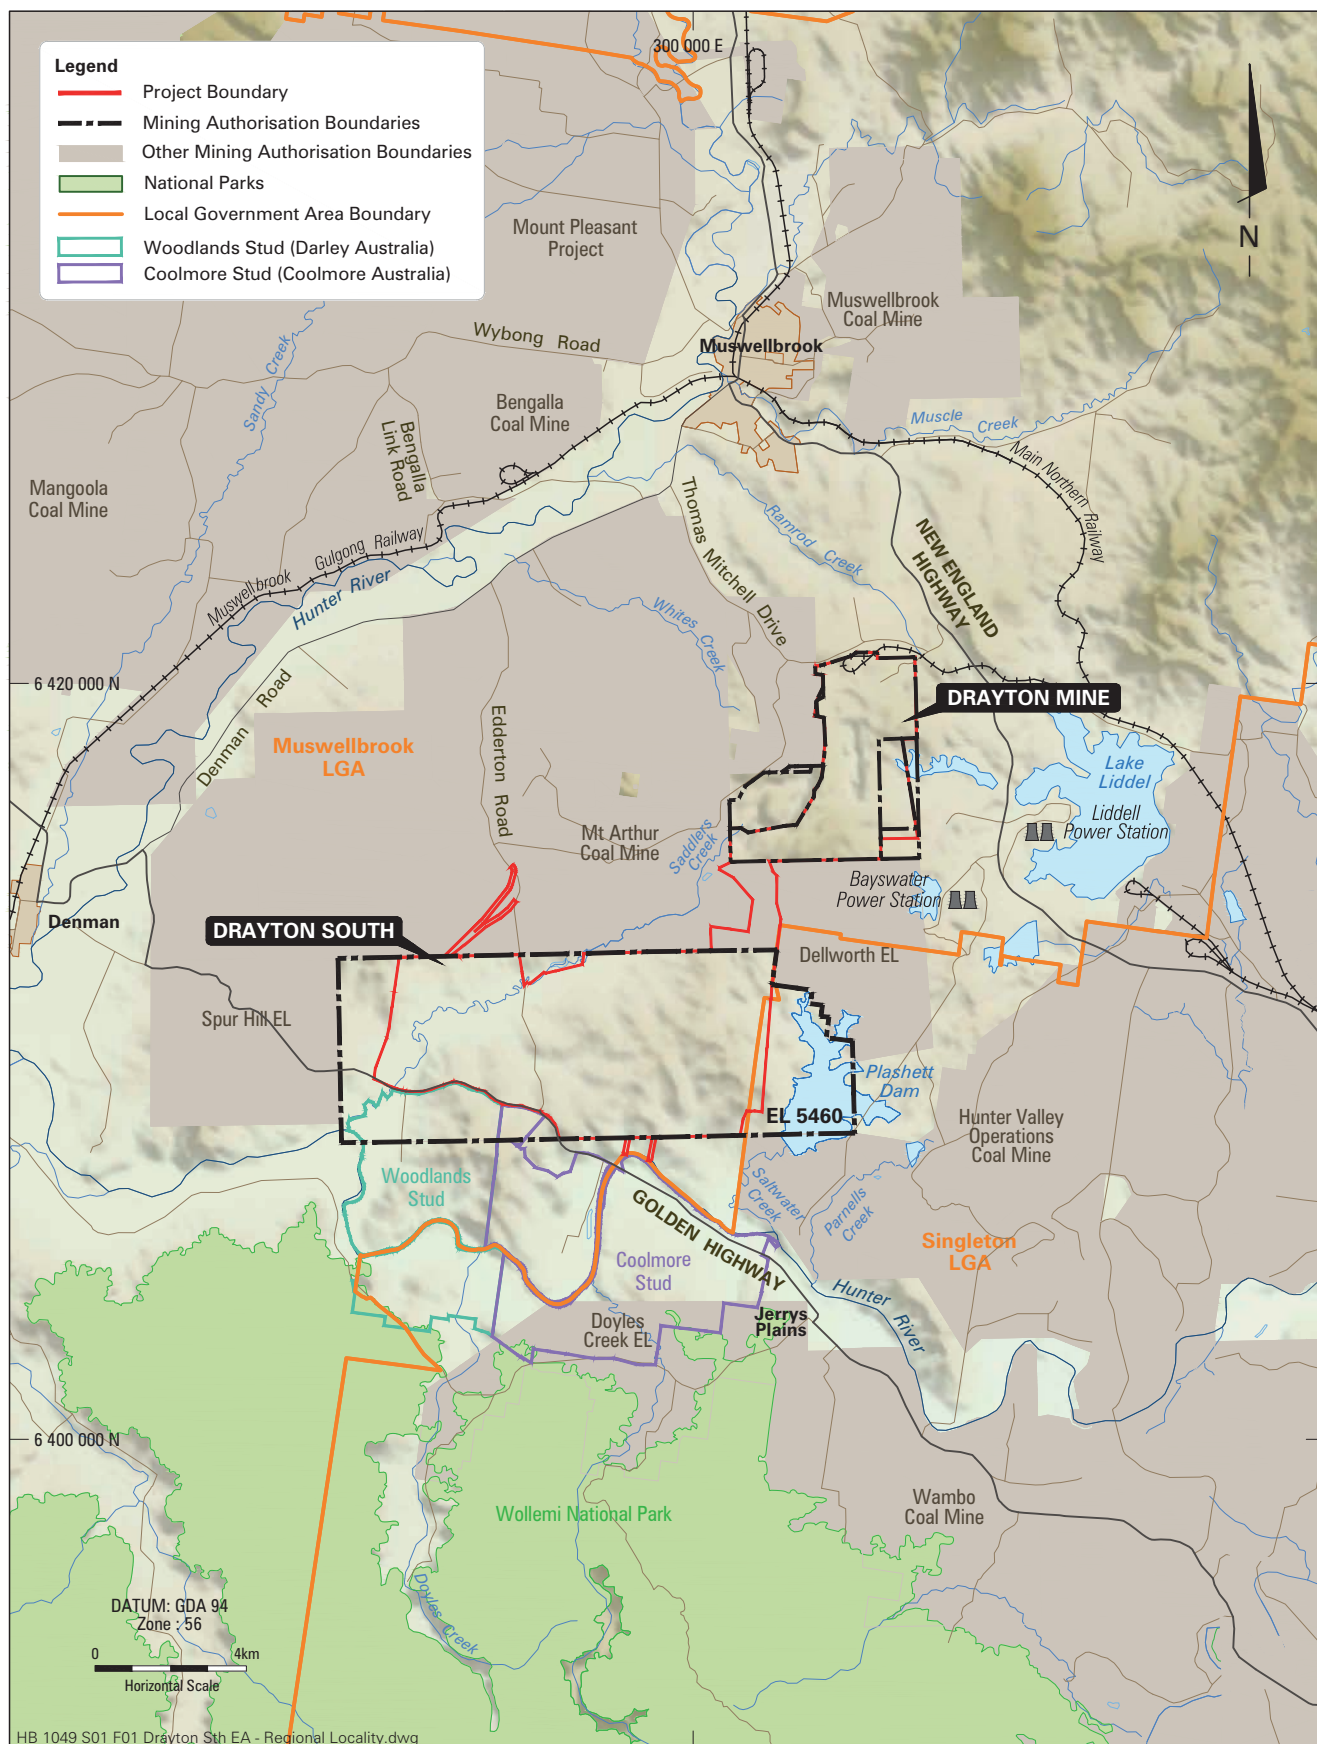 300 000 E
Legend
Project Boundary
Mining Authorisation Boundaries
Other Mining Authorisation Boundaries
National Parks
Local Government Area Boundary
Woodlands Stud (Darley Australia)
Coolmore Stud (Coolmore Australia)
N
Mount Pleasant
Project
Muswellbrook
Coal Mine
Wybong Road
Muswellbrook
Sandy Creek
Bengalla
Coal Mine
Bengalla
Link Road
Muscle Creek
Main Northern Railway
Mangoola
Coal Mine
Thomas Mitchell Drive
Ramrod Creek
NEW ENGLAND
HIGHWAY
Muswellbrook Gulgong Railway
Hunter River
Whites Creek
6 420 000 N
Denman Road
DRAYTON MINE
Edderton Road
Muswellbrook
LGA
Lake
Liddel
Liddell
Power Station
Mt Arthur
Coal Mine
Saddlers
Creek
Bayswater
Power Station
Denman
DRAYTON SOUTH
Dellworth EL
Spur Hill EL
Plashett
Dam
EL 5460
Hunter Valley
Operations
Coal Mine
Woodlands
Stud
Saltwater
Creek
Parnells
Creek
GOLDEN HIGHWAY
Singleton
LGA
Coolmore
Stud
Hunter
River
Jerrys
Plains
Doyles
Creek EL
6 400 000 N
Wambo
Coal Mine
Wollemi National Park
Doyles Creek
DATUM: GDA 94
Zone : 56
0 4km
Horizontal Scale
HB 1049 S01 F01 Drayton Sth EA - Regional Locality.dwg